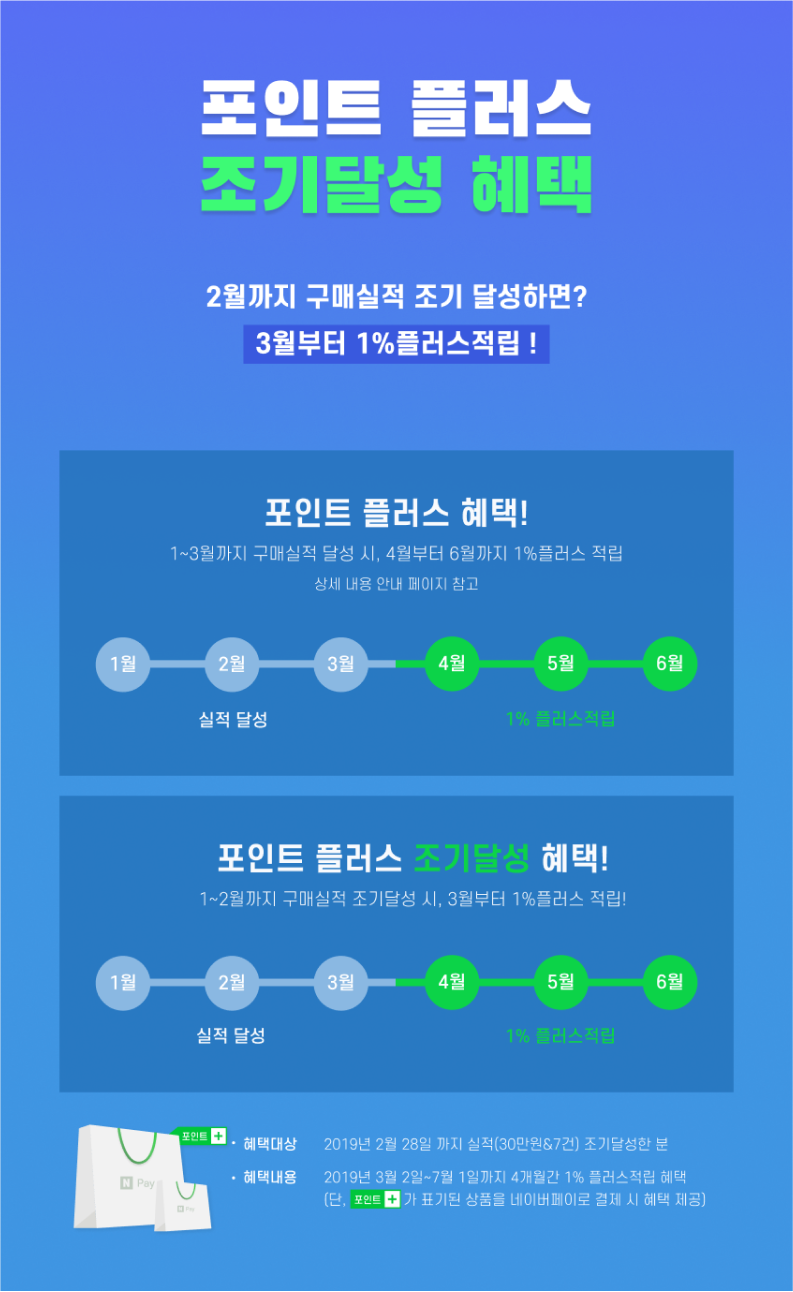 포인트 플러스
조기달성 혜택
2월까지 구매실적 조기 달성하면?
3월부터 1%플러스적립 !
포인트 플러스 혜택!
1~3월까지 구매실적 달성 시, 4월부터 6월까지 1%플러스 적립
상세 내용 안내 페이지 참고
1월 2월 3월 4월 5월 6월
실적 달성 1% 플러스적립
포인트 플러스 조기달성 혜택!
1~2월까지 구매실적 조기달성 시, 3월부터 1%플러스 적립!
1월 2월 3월 4월 5월 6월
실적 달성 1% 플러스적립
포인트 +
N Pay
N Pay
• 혜택대상 2019년 2월 28일 까지 실적(30만원&7건) 조기달성한 분
• 혜택내용 2019년 3월 2일~7월 1일까지 4개월간 1% 플러스적립 혜택
(단, 포인트 + 가 표기된 상품을 네이버페이로 결제 시 혜택 제공)